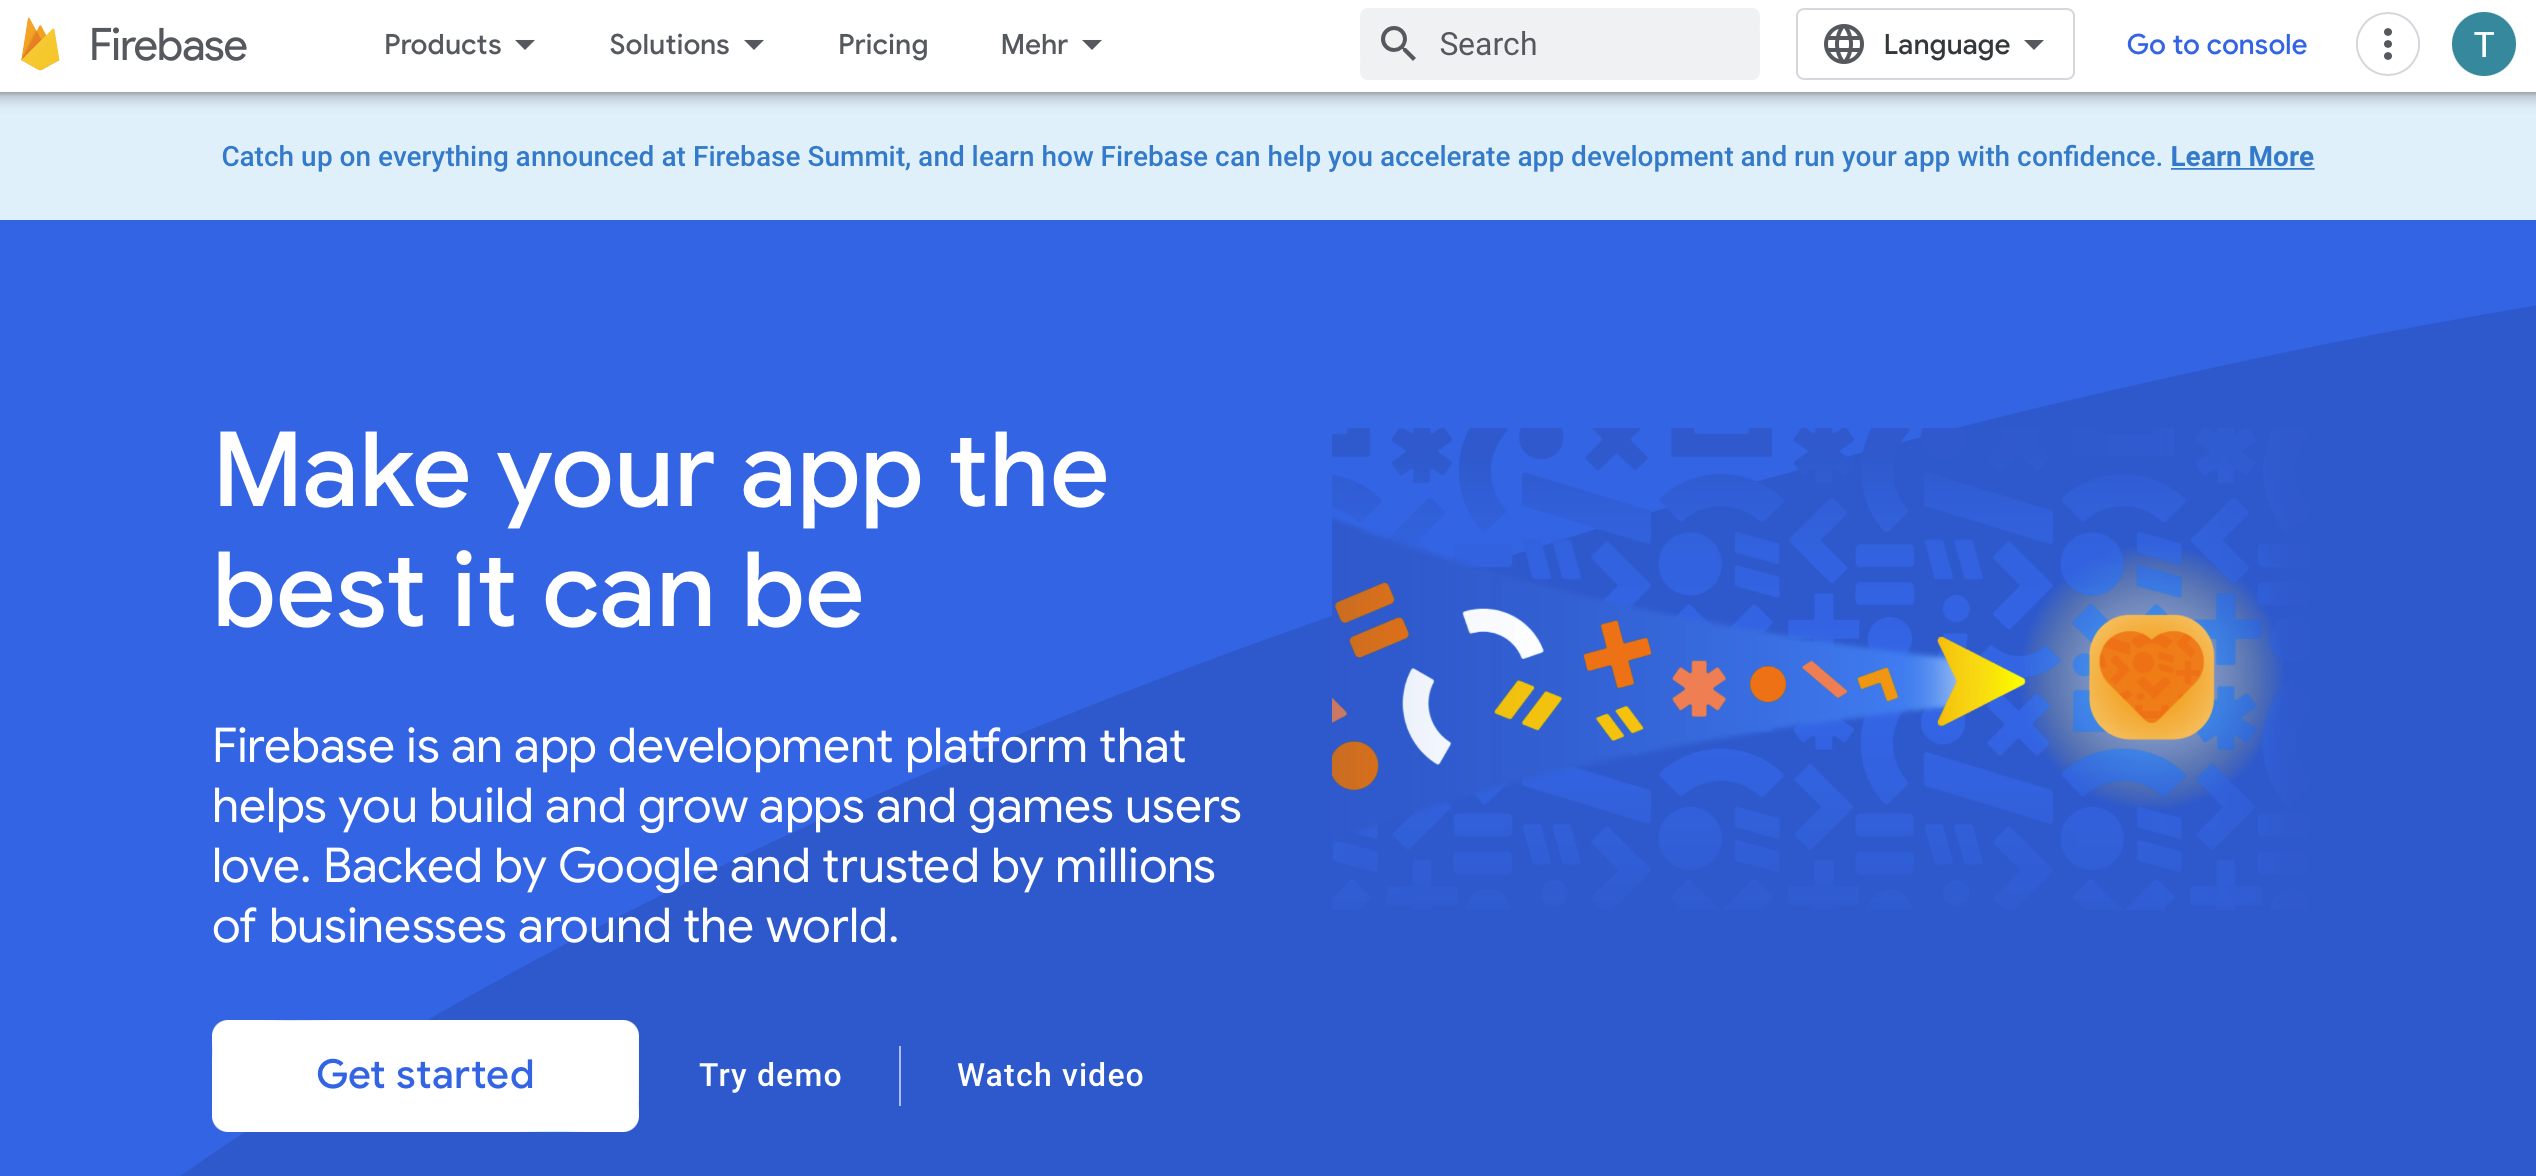 Firebase
Products
Solutions
Pricing
Mehr
Search
Language
Go to console
T
Catch up on everything announced at Firebase Summit, and learn how Firebase can help you accelerate app development and run your app with confidence. Learn More
Make your app the
best it can be
Firebase is an app development platform that
helps you build and grow apps and games users
love. Backed by Google and trusted by millions
of businesses around the world.
Get started
Try demo
Watch video